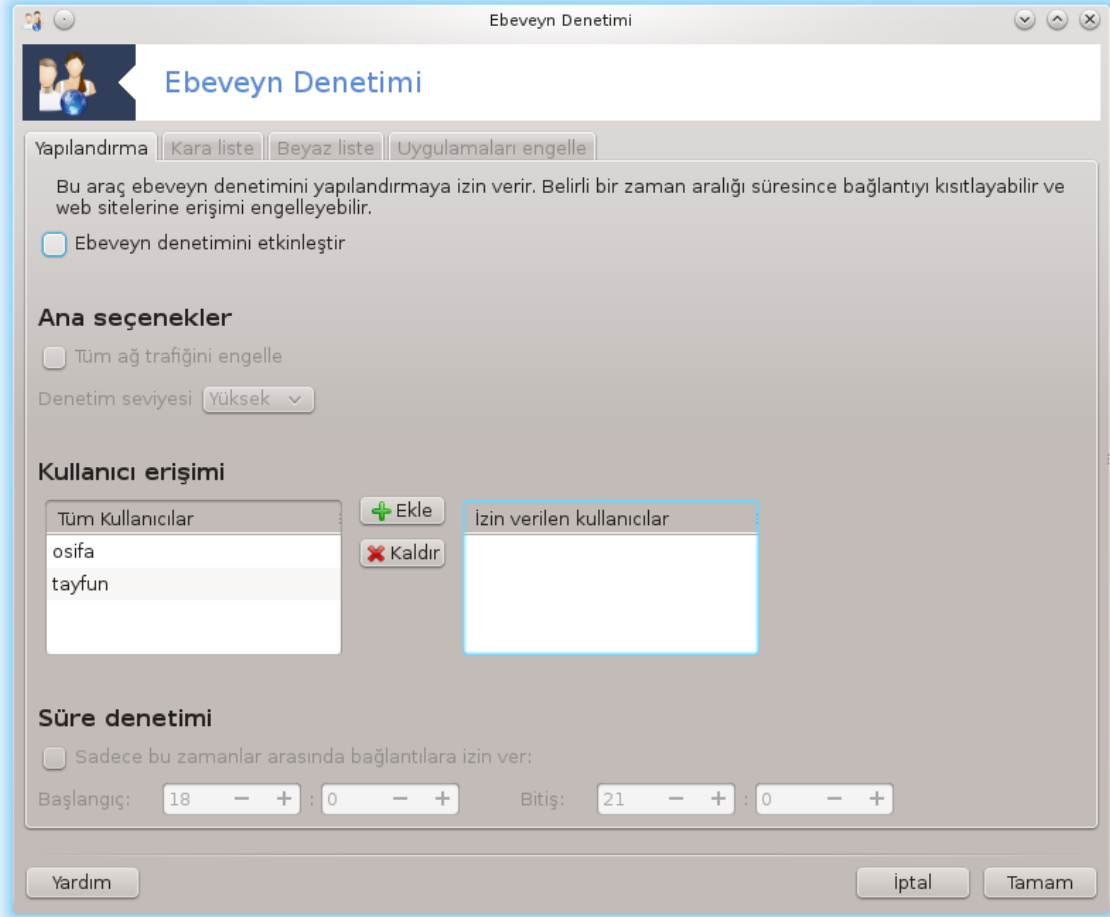 Ebeveyn Denetimi
Ebeveyn Denetimi
Yapılandırma Kara liste Beyaz liste Uygulamaları engelle
Bu araç ebeveyn denetimini yapılandırmaya izin verir. Belirli bir zaman aralığı süresince bağlantıyı kısıtlayabilir ve
web sitelerine erişimi engelleyebilir.
Ebeveyn denetimini etkinleştir
Ana seçenekler
Tüm ağ trafiğini engelle
Denetim seviyesi Yüksek
Kullanıcı erişimi
Tüm Kullanıcılar
osifa
tayfun
Ekle
Kaldır
İzin verilen kullanıcılar
Süre denetimi
Sadece bu zamanlar arasında bağlantılara izin ver:
Başlangıç: 18 : 0 Bitiş: 21 : 0
Yardım İptal Tamam